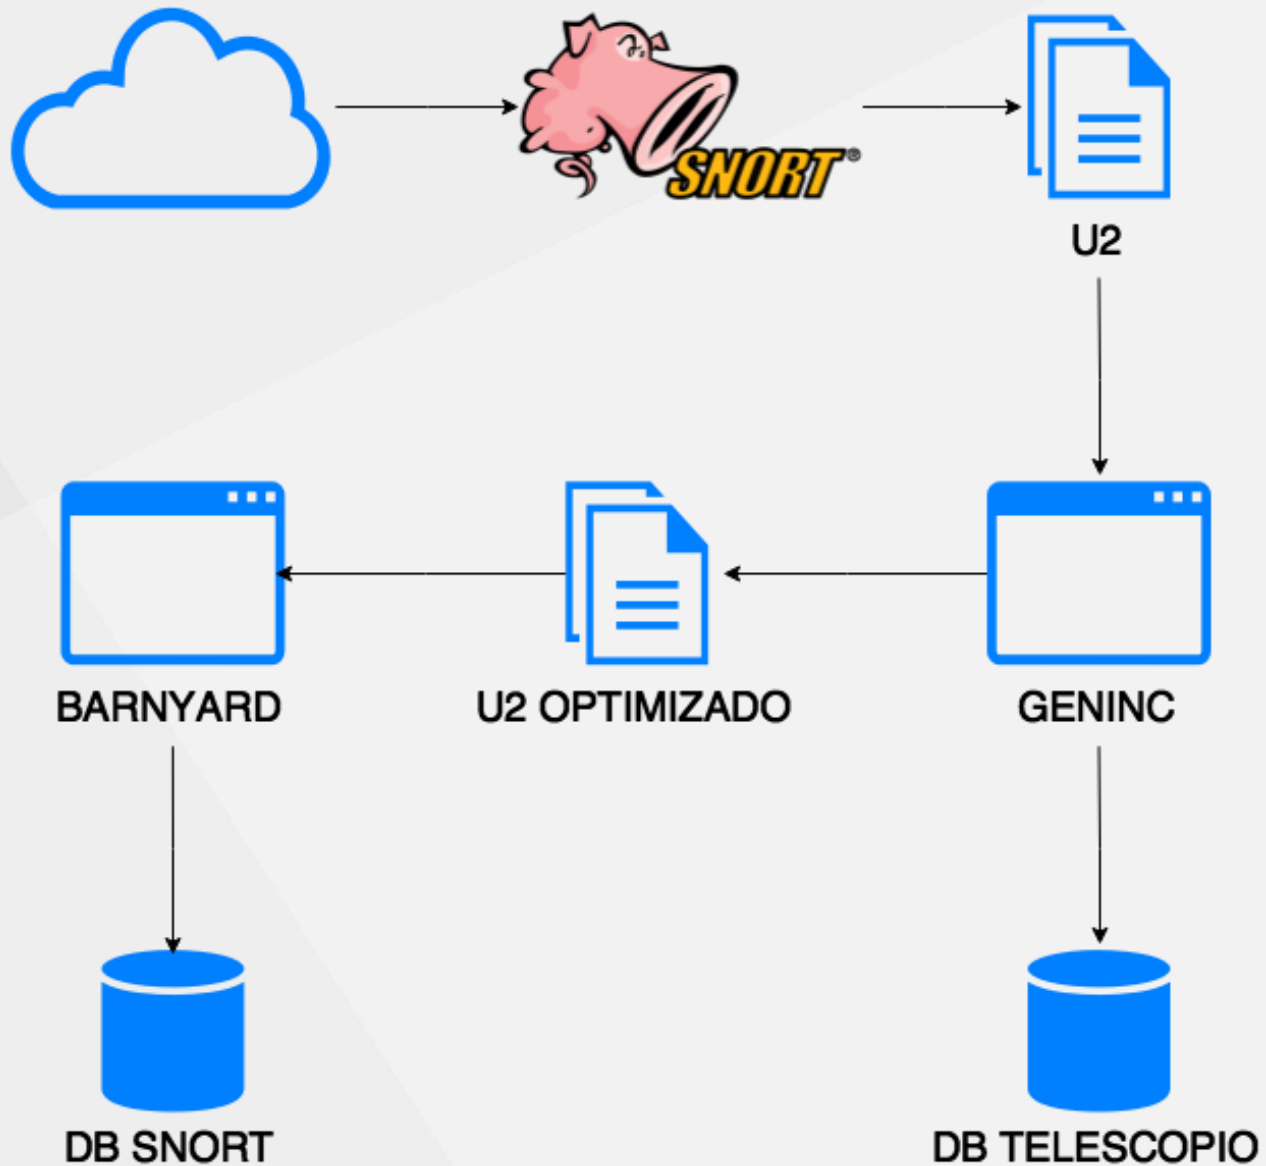 SNORT®
U2
BARNYARD
U2 OPTIMIZADO
GENINC
DB SNORT
DB TELESCOPIO